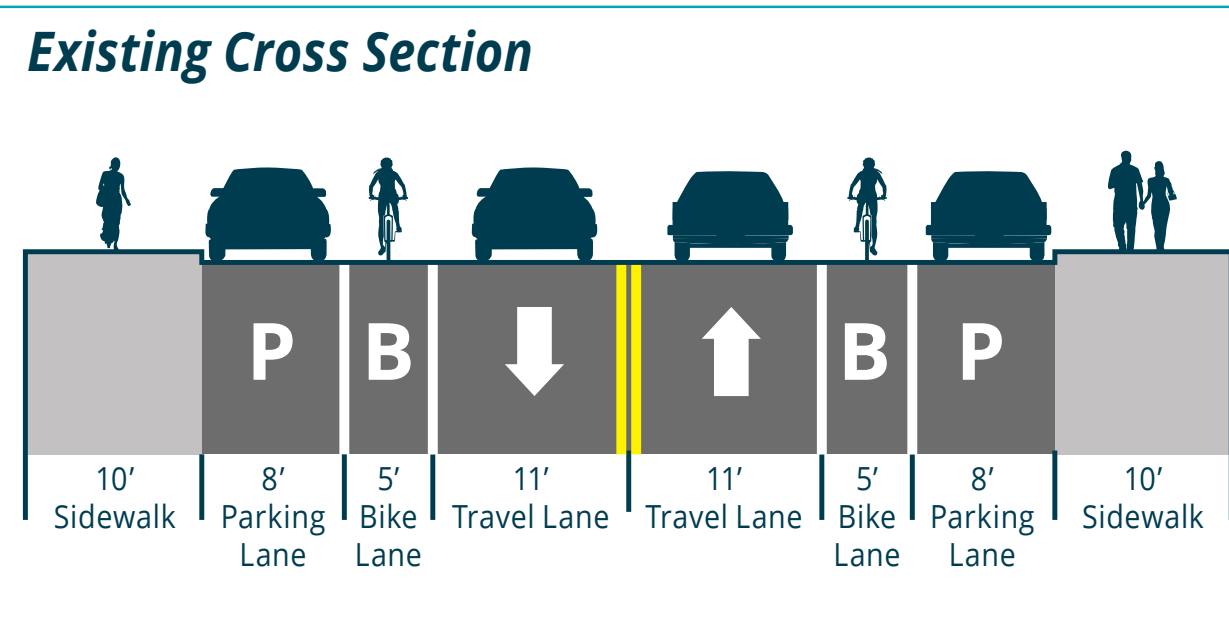 Existing Cross Section
P B B P
10’ 8’ 5’ 11’ 11’ 5’ 8’ 10’
Sidewalk Parking Bike Travel Lane Travel Lane Bike Parking Sidewalk
Lane Lane Lane Lane